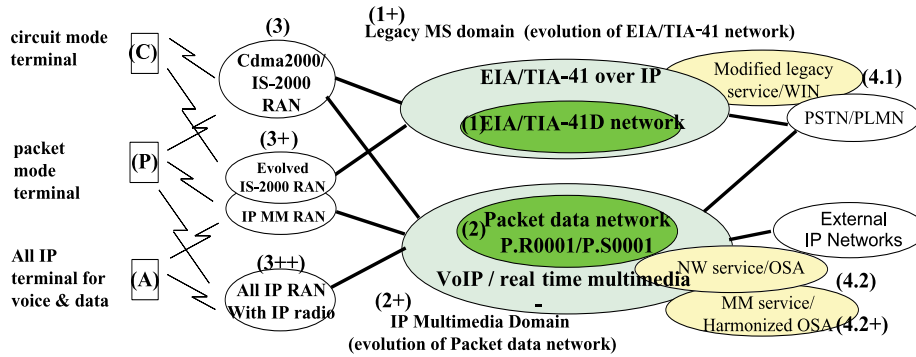 circuit mode
terminal
(C)
packet
mode
terminal
(P)
All IP
terminal for
voice & data
(A)
(3)
Cdma2000/
IS-2000
RAN
(3+)
Evolved
IS-2000 RAN
IP MM RAN
(3++)
All IP RAN
With IP radio
(1+)
Legacy MS domain (evolution of EIA/TIA-41 network)
EIA/TIA-41 over IP
(1)EIA/TIA-41D network
Modified legacy
service/WIN
(4.1)
PSTN/PLMN
(2)
Packet data network
P.R0001/P.S0001
VoIP / real time multimedia
-
External
IP Networks
NW service/OSA
(4.2)
MM service/
Harmonized OSA(4.2+)
(2+)
IP Multimedia Domain
(evolution of Packet data network)